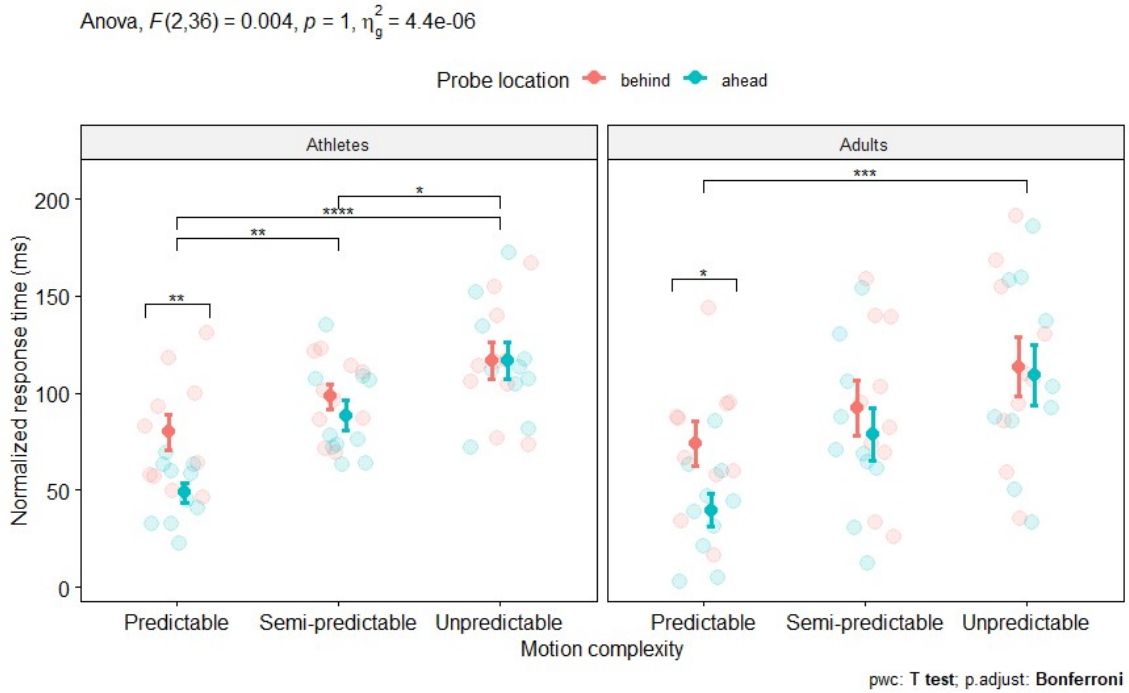 Anova, F(2,36) = 0.004, p = 1, η²g = 4.4e-06
Probe location behind ahead
Athletes Adults
Normalized response time (ms)
200
150
100
50
0
*
****
**
**
***
*
Predictable Semi-predictable Unpredictable Predictable Semi-predictable Unpredictable
Motion complexity
pwc: T test; p.adjust: Bonferroni